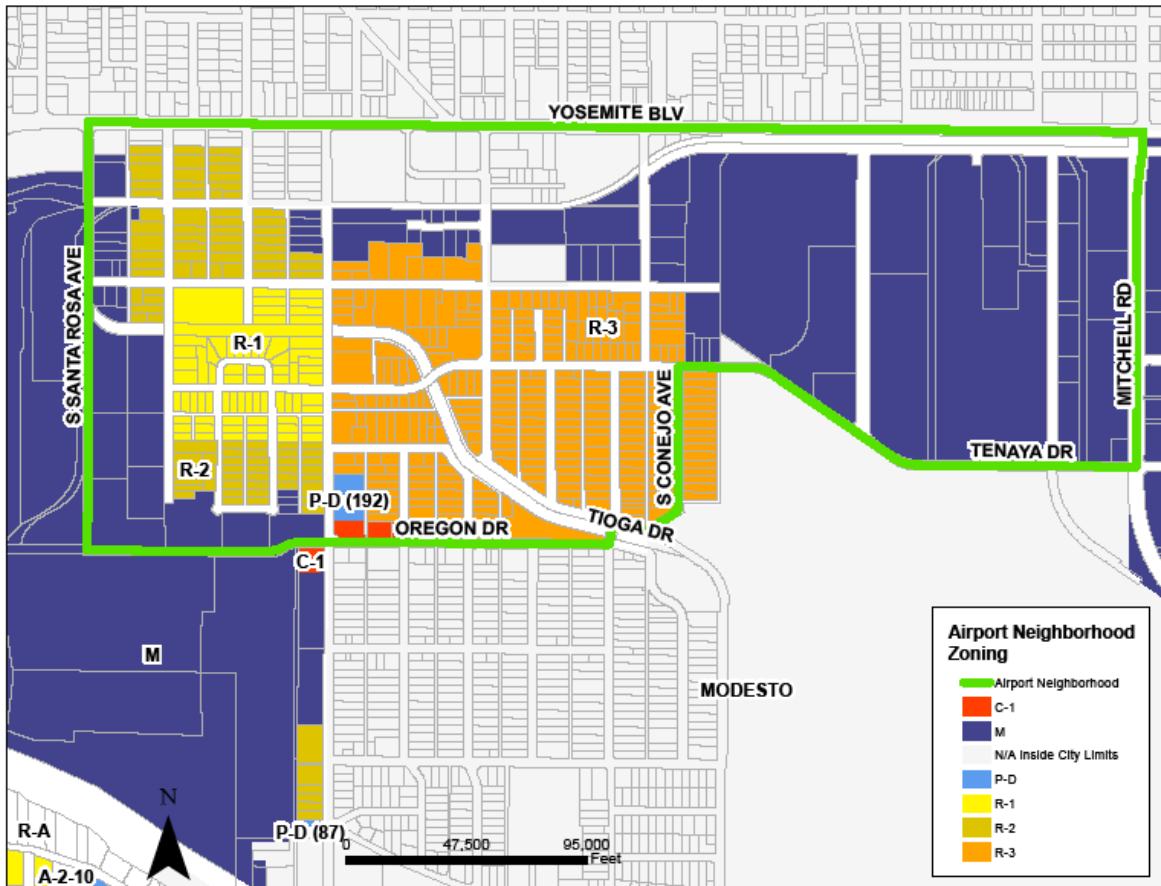 YOSEMITE BLV
S SANTA ROSA AVE
MITCHELL RD
R-3
R-1
S CONEJO AVE
TENAYA DR
R-2
P-D (192)
TIOGA DR
OREGON DR
C-1
M
MODESTO
N
P-D (87)
R-A
A-2-10
0 47,500 95,000
Feet
Airport Neighborhood
Zoning
Airport Neighborhood
C-1
M
N/A Inside City Limits
P-D
R-1
R-2
R-3